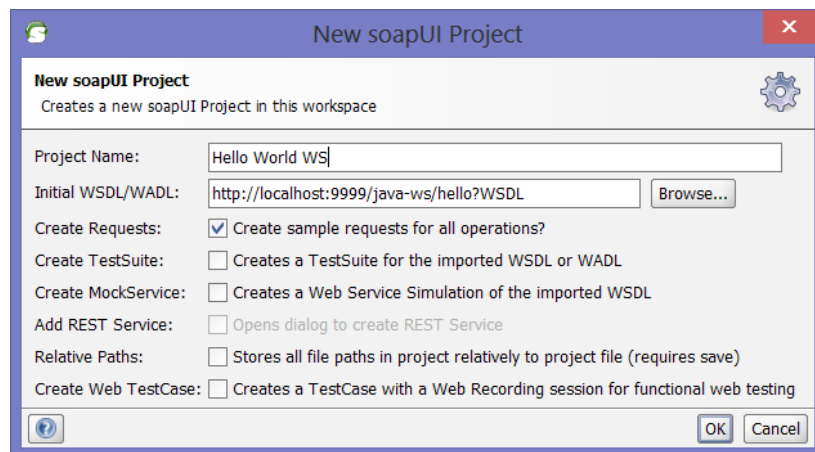 New soapUI Project
New soapUI Project
Creates a new soapUI Project in this workspace
Project Name: Hello World WS
Initial WSDL/WADL: http://localhost:9999/java-ws/hello?WSDL Browse...
Create Requests: Create sample requests for all operations?
Create TestSuite: Creates a TestSuite for the imported WSDL or WADL
Create MockService: Creates a Web Service Simulation of the imported WSDL
Add REST Service: Opens dialog to create REST Service
Relative Paths: Stores all file paths in project relatively to project file (requires save)
Create Web TestCase: Creates a TestCase with a Web Recording session for functional web testing
OK Cancel